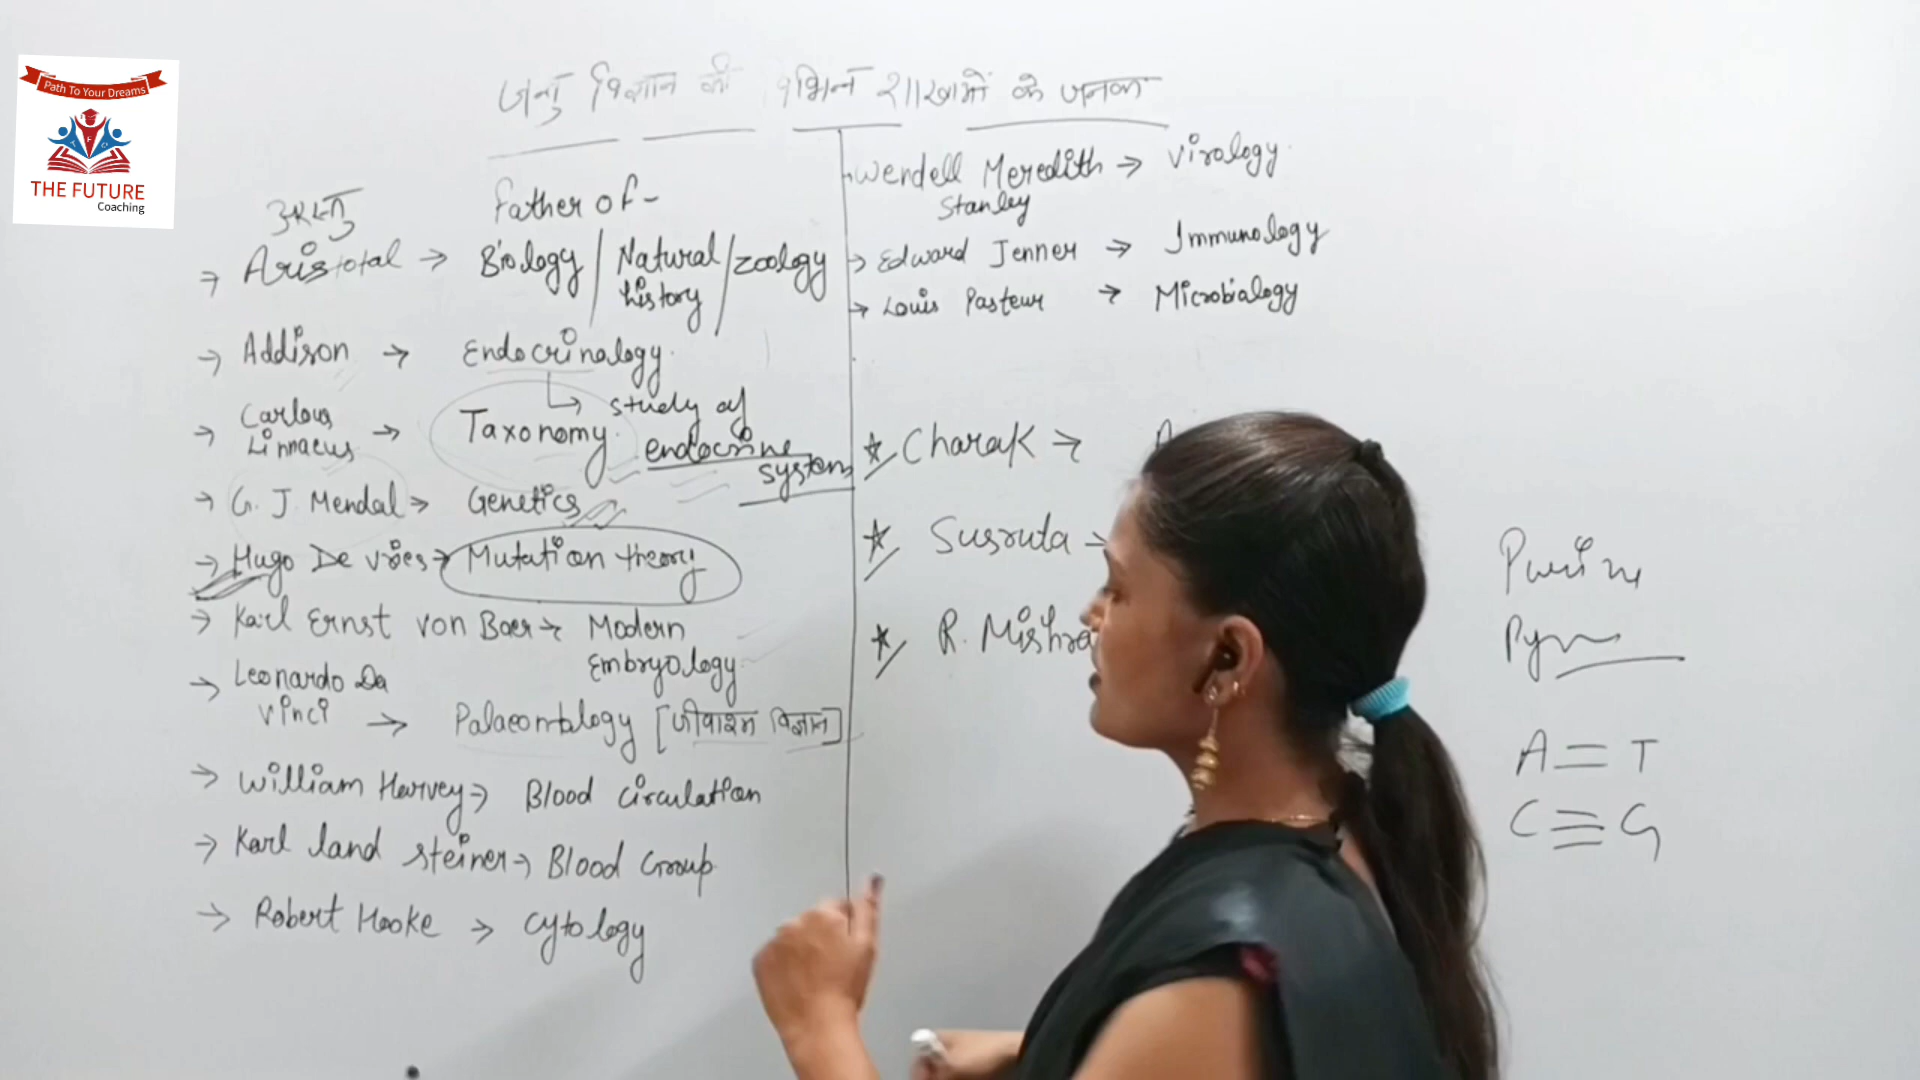 Path To Your Dreams
THE FUTURE
Coaching
जन्तु विज्ञान की विभिन्न शाखाओं के जनक
अरस्तु
Father of -
→ Aristotal → Biology / Natural history / zoology
→ Addison → Endocrinology
↳ study of endocrine system
→ Carlous Linnaeus → Taxonomy
→ G. J. Mendal → Genetics
→ Hugo De vries → Mutation theory
→ Karl Ernst von Baer → Modern Embryology
→ Leonardo Da Vinci → Palaeontology [जीवाश्म विज्ञान]
→ William Harvey → Blood circulation
→ Karl land steiner → Blood Group
→ Robert Hooke → Cytology
→ Wendell Meredith Stanley → Virology
→ Edward Jenner → Immunology
→ Louis Pasteur → Microbialogy
☆ Charak → A
☆ Susruta →
☆ R. Mishra
Purine
A = T
C ≡ G